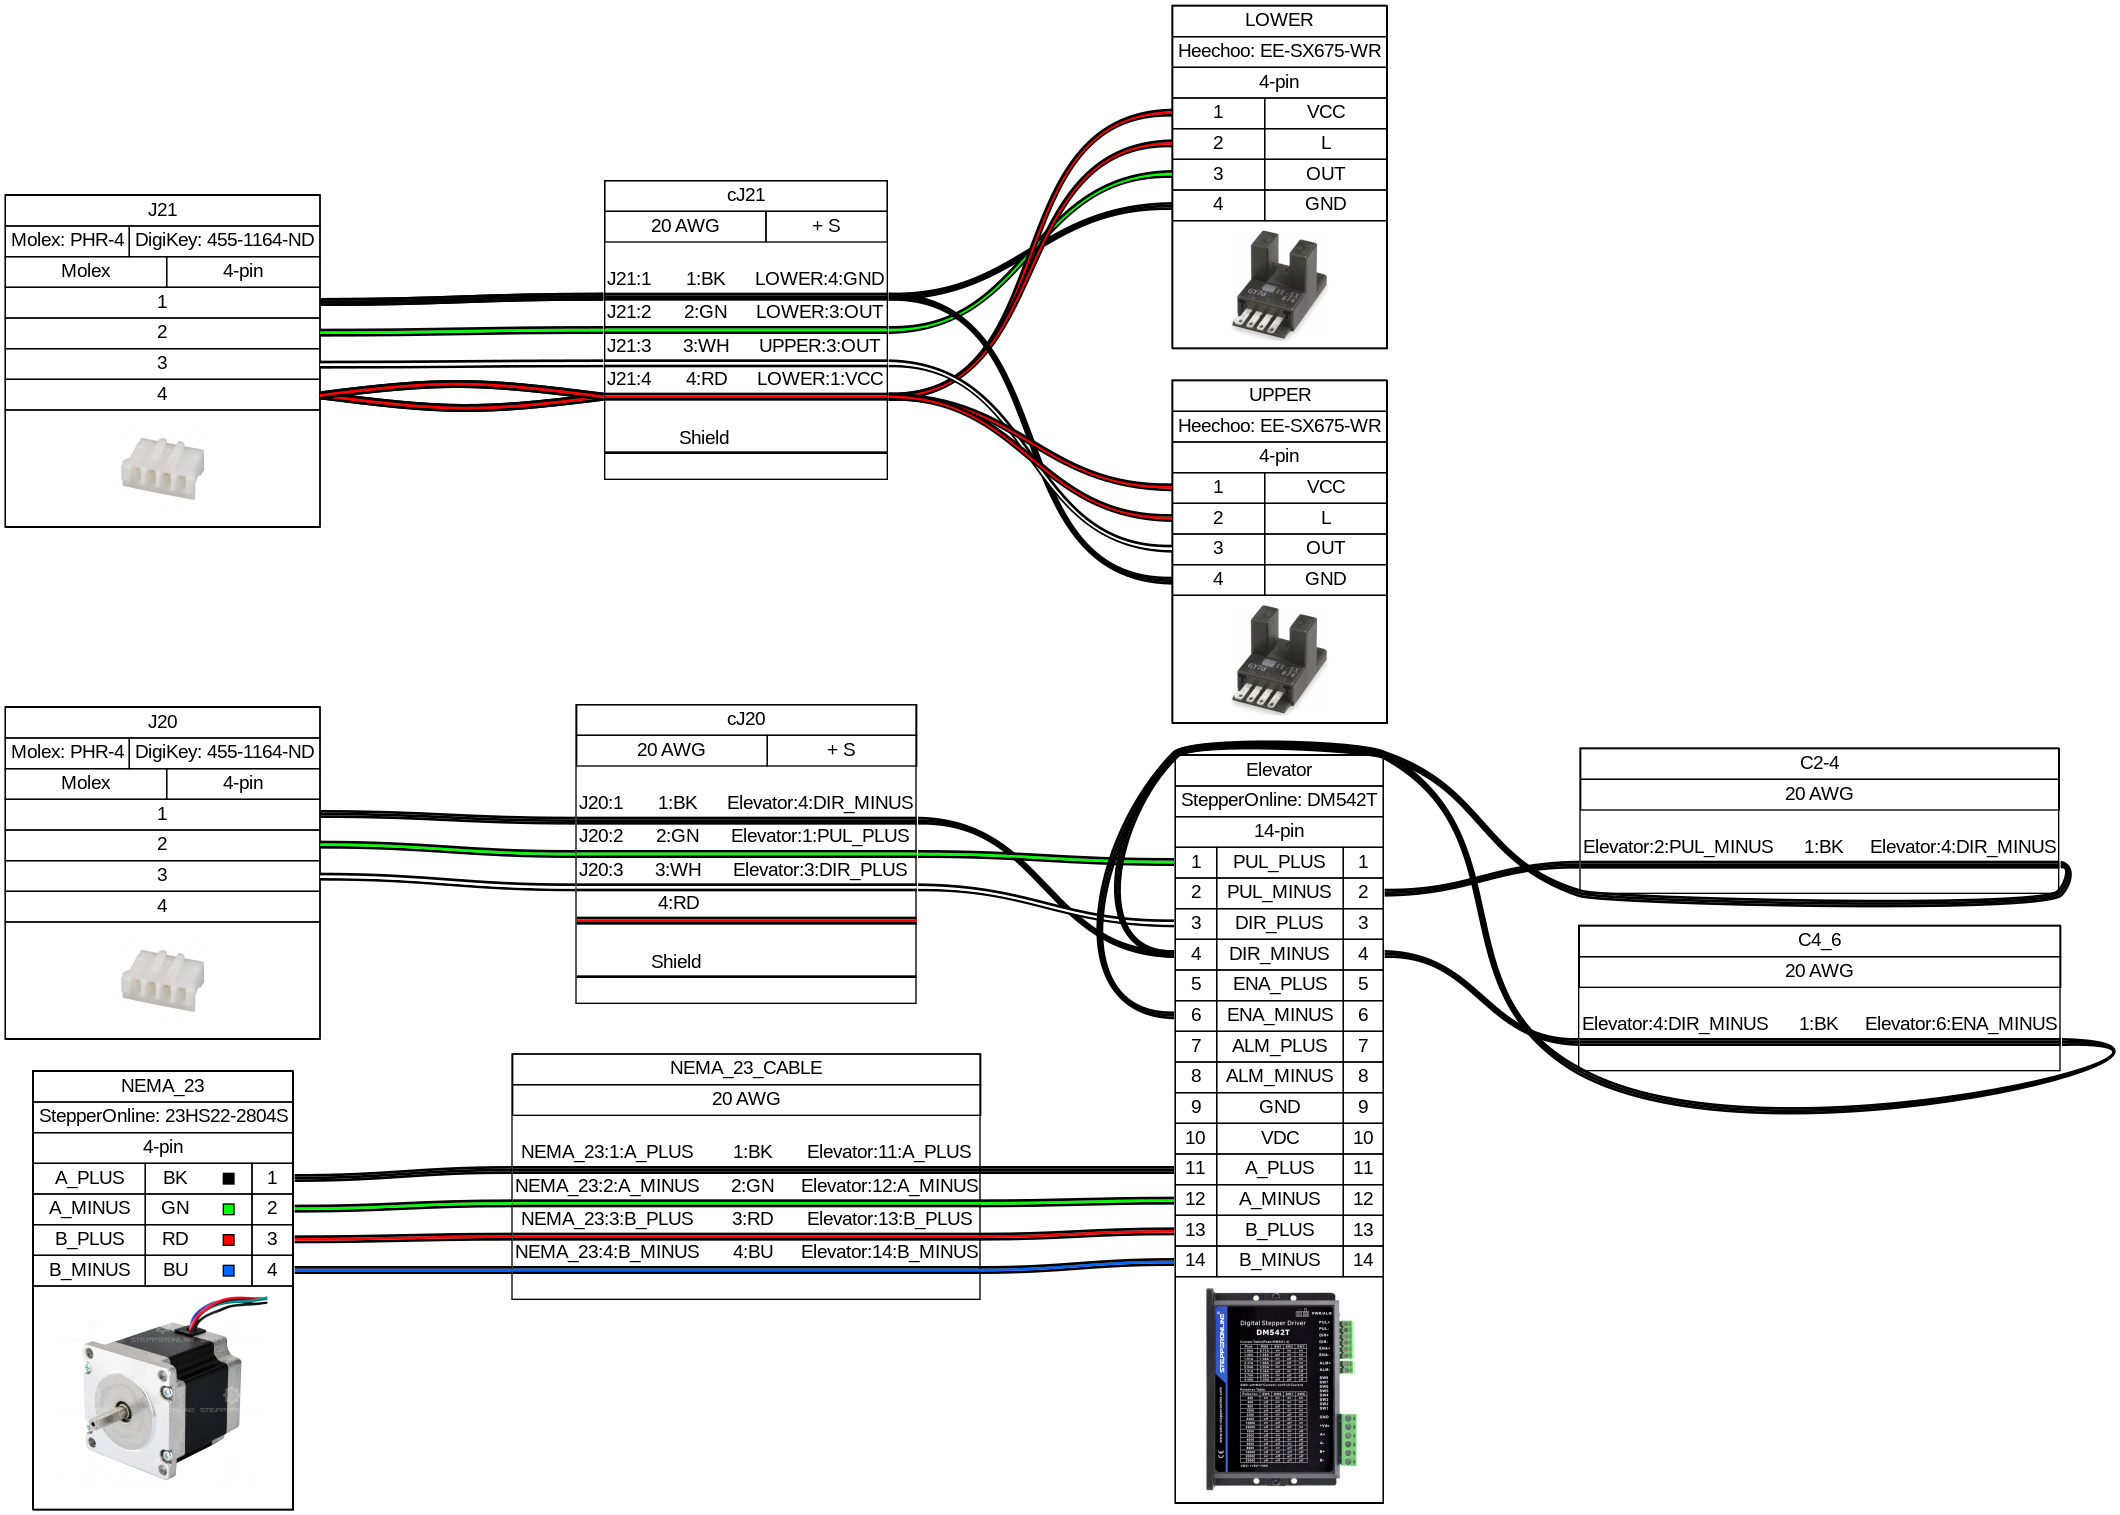 LOWER
Heechoo: EE-SX675-WR
4-pin
1 VCC
2 L
3 OUT
4 GND
J21
Molex: PHR-4 DigiKey: 455-1164-ND
Molex 4-pin
1
2
3
4
cJ21
20 AWG + S
J21:1 1:BK LOWER:4:GND
J21:2 2:GN LOWER:3:OUT
J21:3 3:WH UPPER:3:OUT
J21:4 4:RD LOWER:1:VCC
Shield
UPPER
Heechoo: EE-SX675-WR
4-pin
1 VCC
2 L
3 OUT
4 GND
J20
Molex: PHR-4 DigiKey: 455-1164-ND
Molex 4-pin
1
2
3
4
cJ20
20 AWG + S
J20:1 1:BK Elevator:4:DIR_MINUS
J20:2 2:GN Elevator:1:PUL_PLUS
J20:3 3:WH Elevator:3:DIR_PLUS
4:RD
Shield
Elevator
StepperOnline: DM542T
14-pin
1 PUL_PLUS 1
2 PUL_MINUS 2
3 DIR_PLUS 3
4 DIR_MINUS 4
5 ENA_PLUS 5
6 ENA_MINUS 6
7 ALM_PLUS 7
8 ALM_MINUS 8
9 GND 9
10 VDC 10
11 A_PLUS 11
12 A_MINUS 12
13 B_PLUS 13
14 B_MINUS 14
Digital Stepper Driver
DM542T
STEPPERONLINE
C2-4
20 AWG
Elevator:2:PUL_MINUS 1:BK Elevator:4:DIR_MINUS
C4_6
20 AWG
Elevator:4:DIR_MINUS 1:BK Elevator:6:ENA_MINUS
NEMA_23
StepperOnline: 23HS22-2804S
4-pin
A_PLUS BK 1
A_MINUS GN 2
B_PLUS RD 3
B_MINUS BU 4
NEMA_23_CABLE
20 AWG
NEMA_23:1:A_PLUS 1:BK Elevator:11:A_PLUS
NEMA_23:2:A_MINUS 2:GN Elevator:12:A_MINUS
NEMA_23:3:B_PLUS 3:RD Elevator:13:B_PLUS
NEMA_23:4:B_MINUS 4:BU Elevator:14:B_MINUS